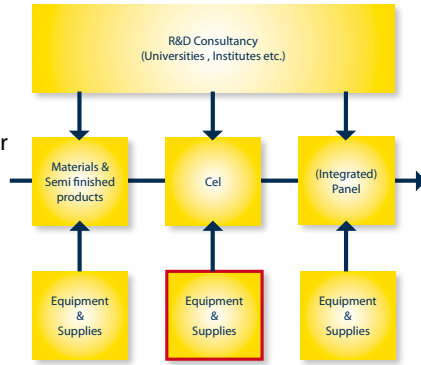 R&D Consultancy
(Universities , Institutes etc.)
r
Materials &
Semi finished
products
Cel
(Integrated)
Panel
Equipment
&
Supplies
Equipment
&
Supplies
Equipment
&
Supplies